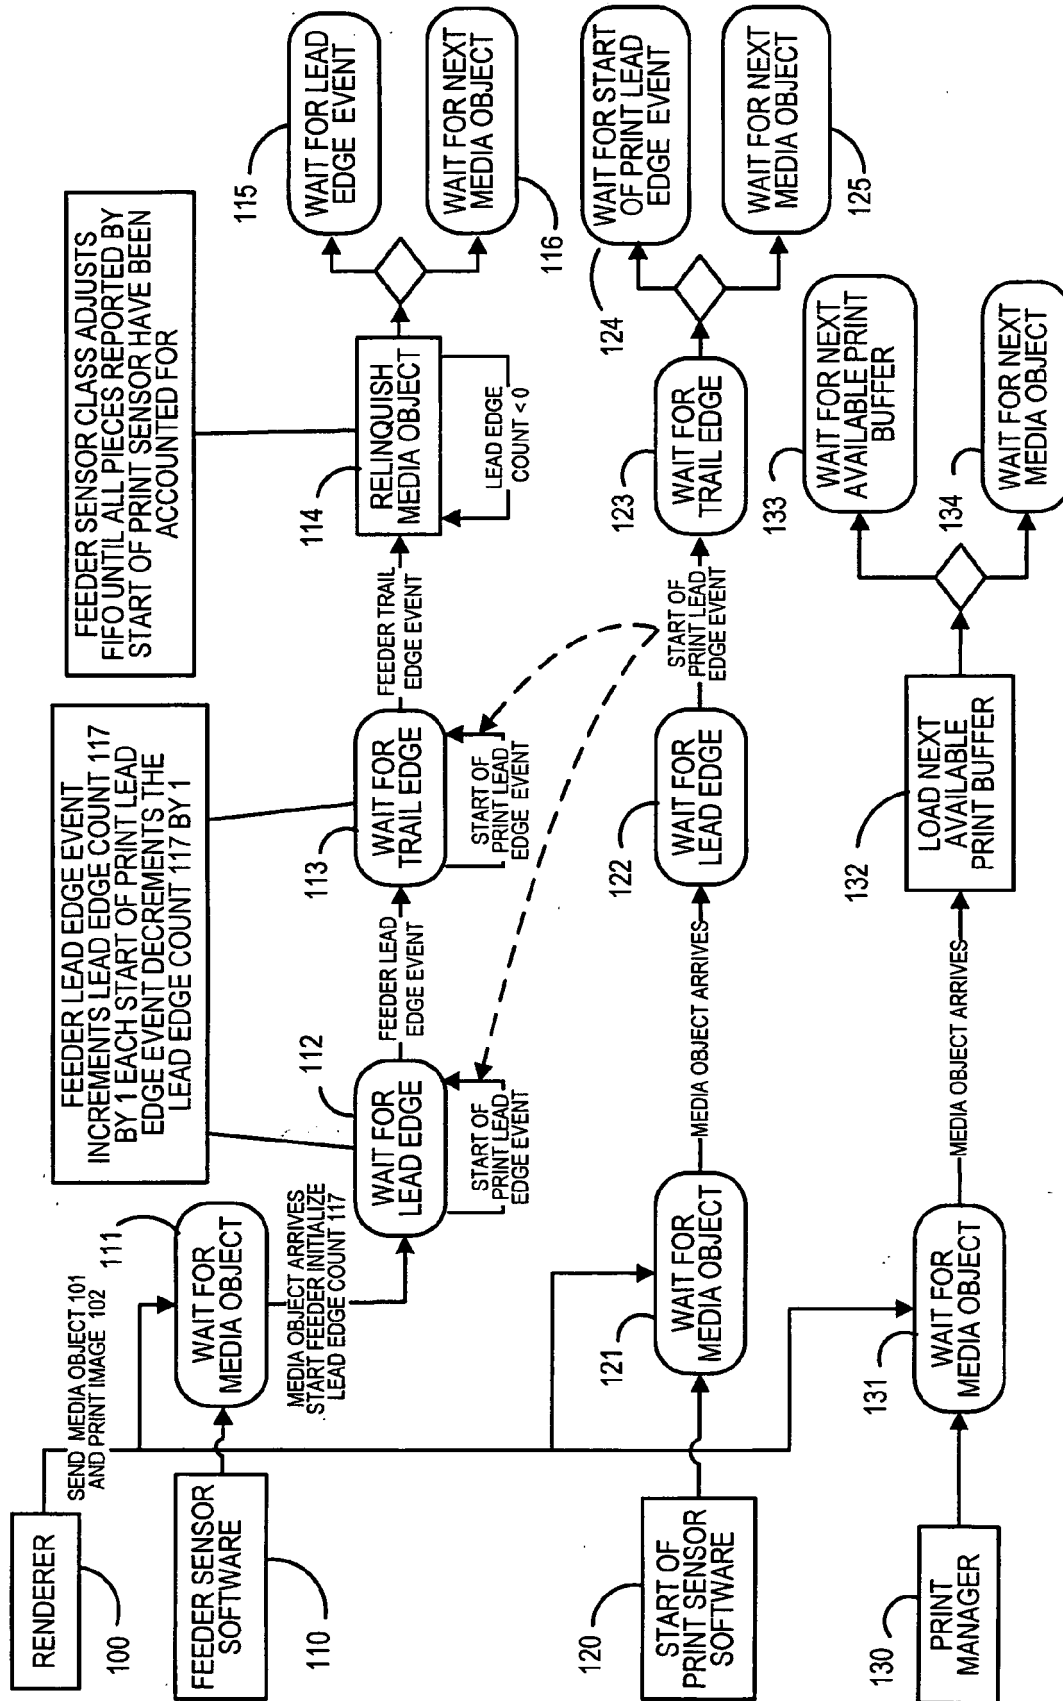 RENDERER
100
SEND MEDIA OBJECT 101
AND PRINT IMAGE 102
FEEDER SENSOR
SOFTWARE
110
111
WAIT FOR
MEDIA OBJECT
MEDIA OBJECT ARRIVES
START FEEDER INITIALIZE
LEAD EDGE COUNT 117
FEEDER LEAD EDGE EVENT
INCREMENTS LEAD EDGE COUNT 117
BY 1 EACH START OF PRINT LEAD
EDGE EVENT DECREMENTS THE
LEAD EDGE COUNT 117 BY 1
112
WAIT FOR
LEAD EDGE
START OF
PRINT LEAD
EDGE EVENT
FEEDER LEAD
EDGE EVENT
113
WAIT FOR
TRAIL EDGE
START OF
PRINT LEAD
EDGE EVENT
FEEDER TRAIL
EDGE EVENT
FEEDER SENSOR CLASS ADJUSTS
FIFO UNTIL ALL PIECES REPORTED BY
START OF PRINT SENSOR HAVE BEEN
ACCOUNTED FOR
114
RELINQUISH
MEDIA OBJECT
LEAD EDGE
COUNT < 0
115
WAIT FOR LEAD
EDGE EVENT
WAIT FOR NEXT
MEDIA OBJECT
116
120
START OF
PRINT SENSOR
SOFTWARE
121
WAIT FOR
MEDIA OBJECT
MEDIA OBJECT ARRIVES
122
WAIT FOR
LEAD EDGE
START OF
PRINT LEAD
EDGE EVENT
123
WAIT FOR
TRAIL EDGE
124
WAIT FOR START
OF PRINT LEAD
EDGE EVENT
WAIT FOR NEXT
MEDIA OBJECT
125
130
PRINT
MANAGER
131
WAIT FOR
MEDIA OBJECT
MEDIA OBJECT ARRIVES
132
LOAD NEXT
AVAILABLE
PRINT BUFFER
133
WAIT FOR NEXT
AVAILABLE PRINT
BUFFER
134
WAIT FOR NEXT
MEDIA OBJECT